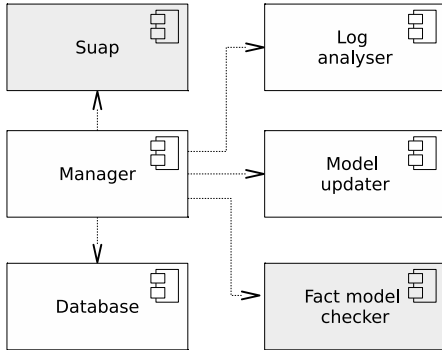 Suap
Log
analyser
Manager
Model
updater
Database
Fact model
checker